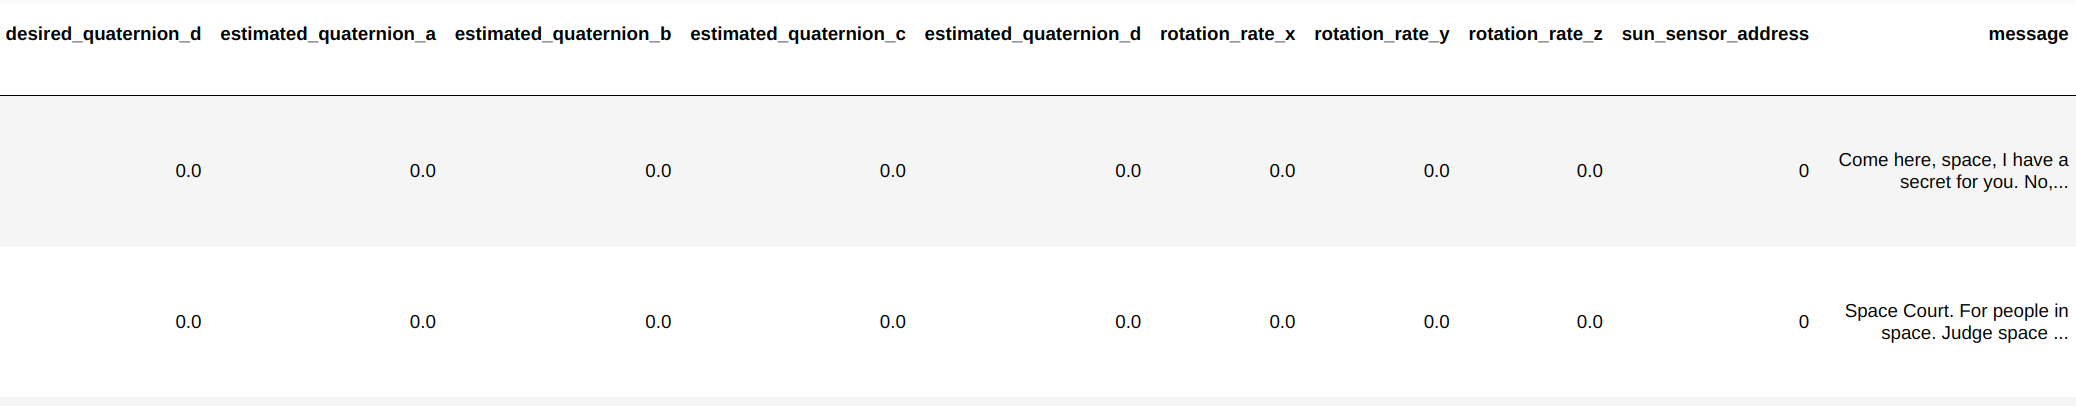 desired_quaternion_d estimated_quaternion_a estimated_quaternion_b estimated_quaternion_c estimated_quaternion_d rotation_rate_x rotation_rate_y rotation_rate_z sun_sensor_address message
0.0 0.0 0.0 0.0 0.0 0.0 0.0 0.0 0 Come here, space, I have a
secret for you. No,...
0.0 0.0 0.0 0.0 0.0 0.0 0.0 0.0 0 Space Court. For people in
space. Judge space ...